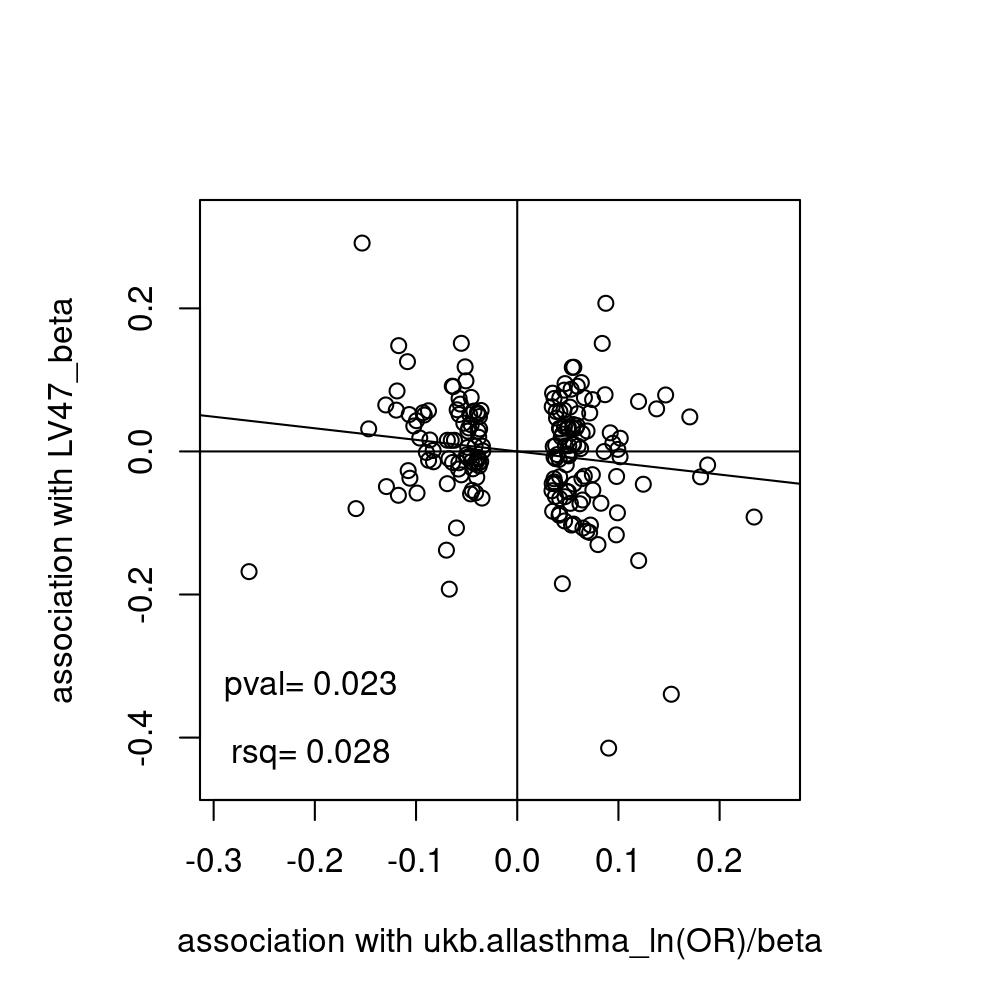 association with LV47_beta
0.2
0.0
-0.2
-0.4
pval= 0.023
rsq= 0.028
-0.3 -0.2 -0.1 0.0 0.1 0.2
association with ukb.allasthma_ln(OR)/beta